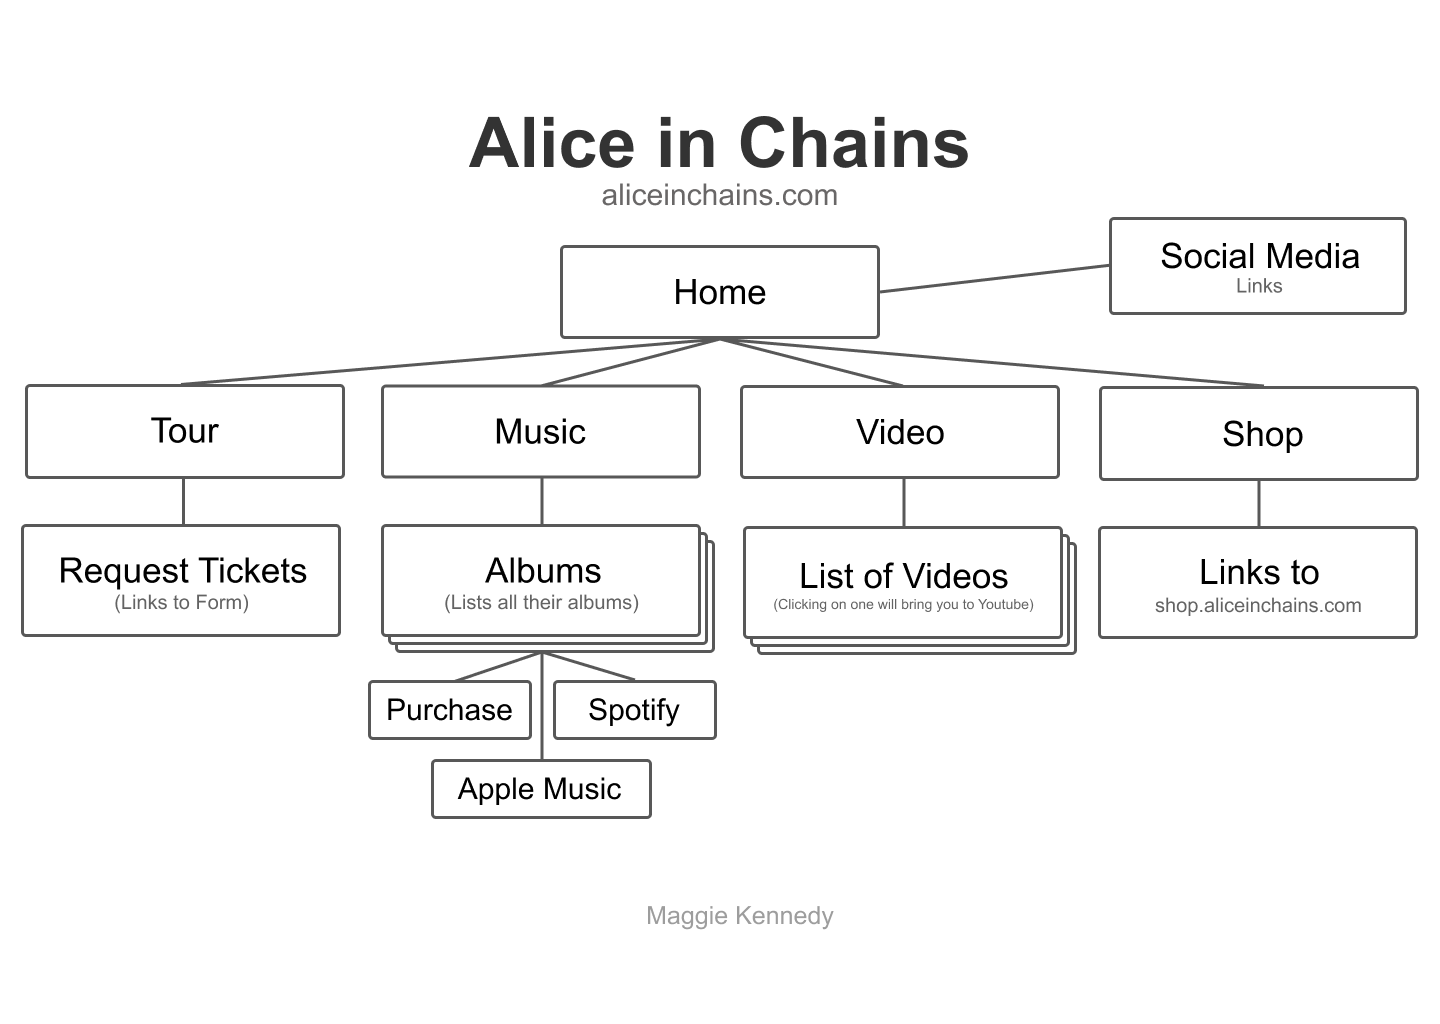 Alice in Chains
aliceinchains.com
Home
Social Media
Links
Tour
Music
Video
Shop
Request Tickets
(Links to Form)
Albums
(Lists all their albums)
List of Videos
(Clicking on one will bring you to Youtube)
Links to
shop.aliceinchains.com
Purchase
Spotify
Apple Music
Maggie Kennedy